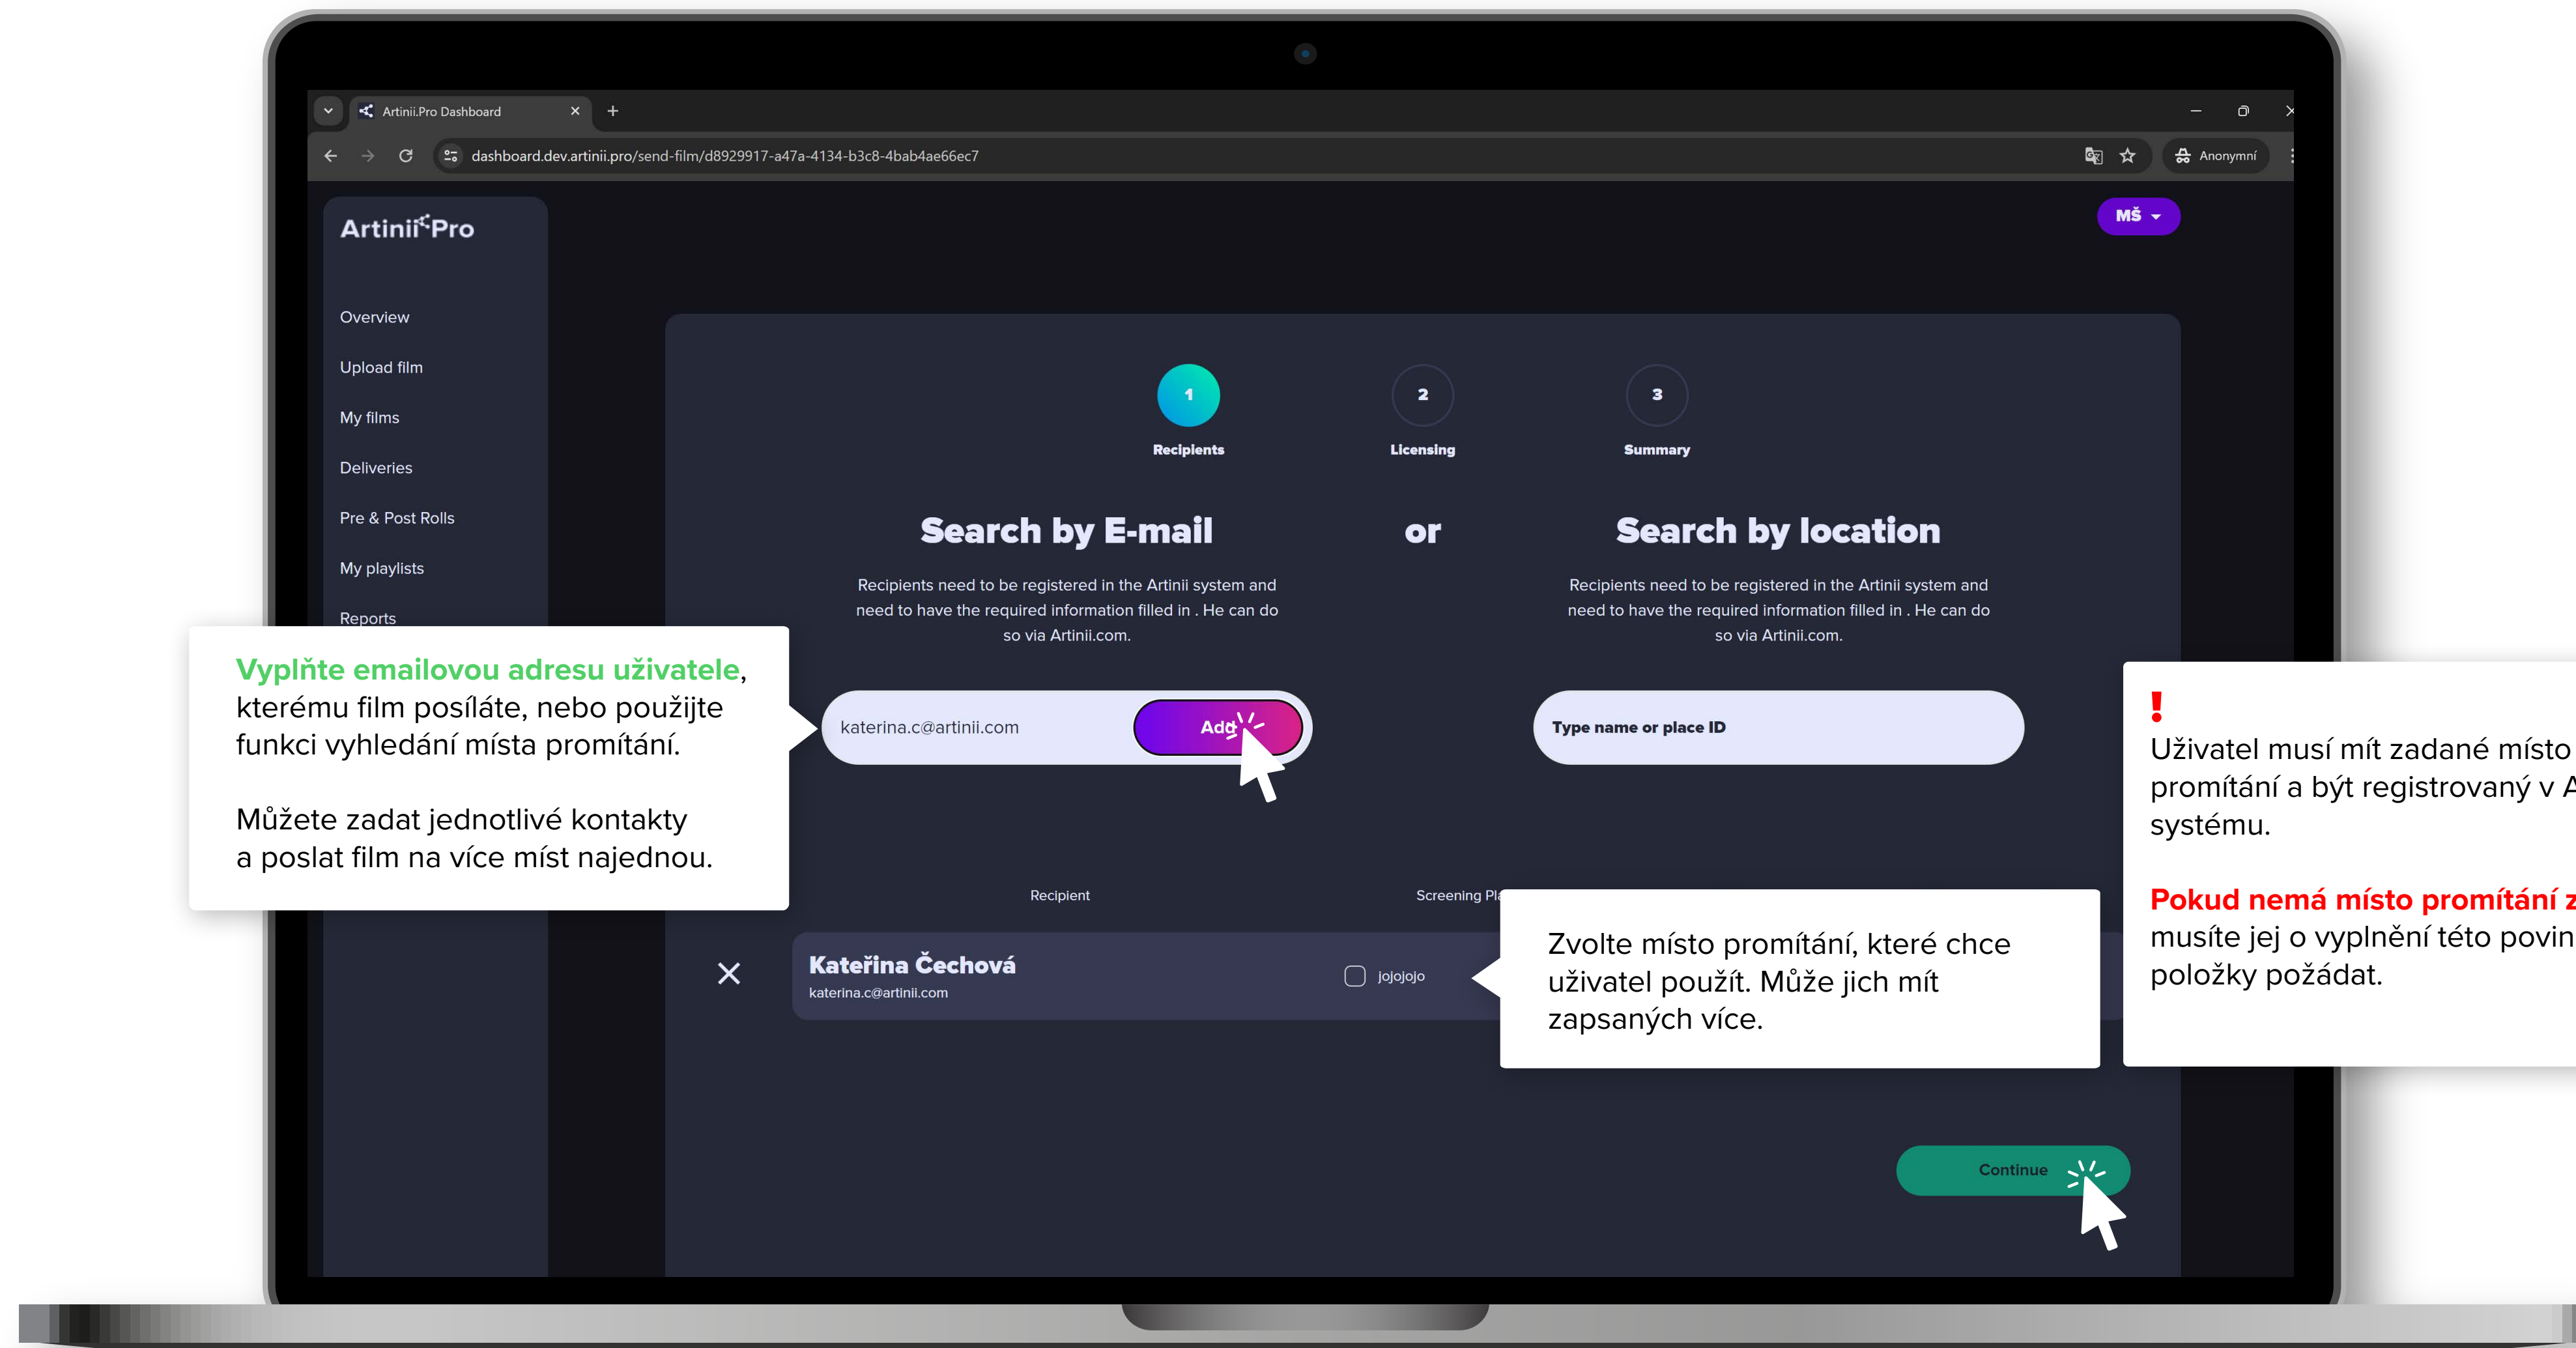 Artinii.Pro Dashboard
dashboard.dev.artinii.pro/send-film/d8929917-a47a-4134-b3c8-4bab4ae66ec7
Anonymní
Artinii Pro
MŠ
Overview
Upload film
My films
Deliveries
Pre & Post Rolls
My playlists
Reports
1
Recipients
2
Licensing
3
Summary
Search by E-mail
or
Search by location
Recipients need to be registered in the Artinii system and
need to have the required information filled in . He can do
so via Artinii.com.
Recipients need to be registered in the Artinii system and
need to have the required information filled in . He can do
so via Artinii.com.
katerina.c@artinii.com
Add
Type name or place ID
Vyplňte emailovou adresu uživatele,
kterému film posíláte, nebo použijte
funkci vyhledání místa promítání.
Můžete zadat jednotlivé kontakty
a poslat film na více míst najednou.
!
Uživatel musí mít zadané místo
promítání a být registrovaný v
systému.
Pokud nemá místo promítání
musíte jej o vyplnění této
položky požádat.
Recipient
Screening
Kateřina Čechová
katerina.c@artinii.com
jojojojo
Zvolte místo promítání, které chce
uživatel použít. Může jich mít
zapsaných více.
Continue